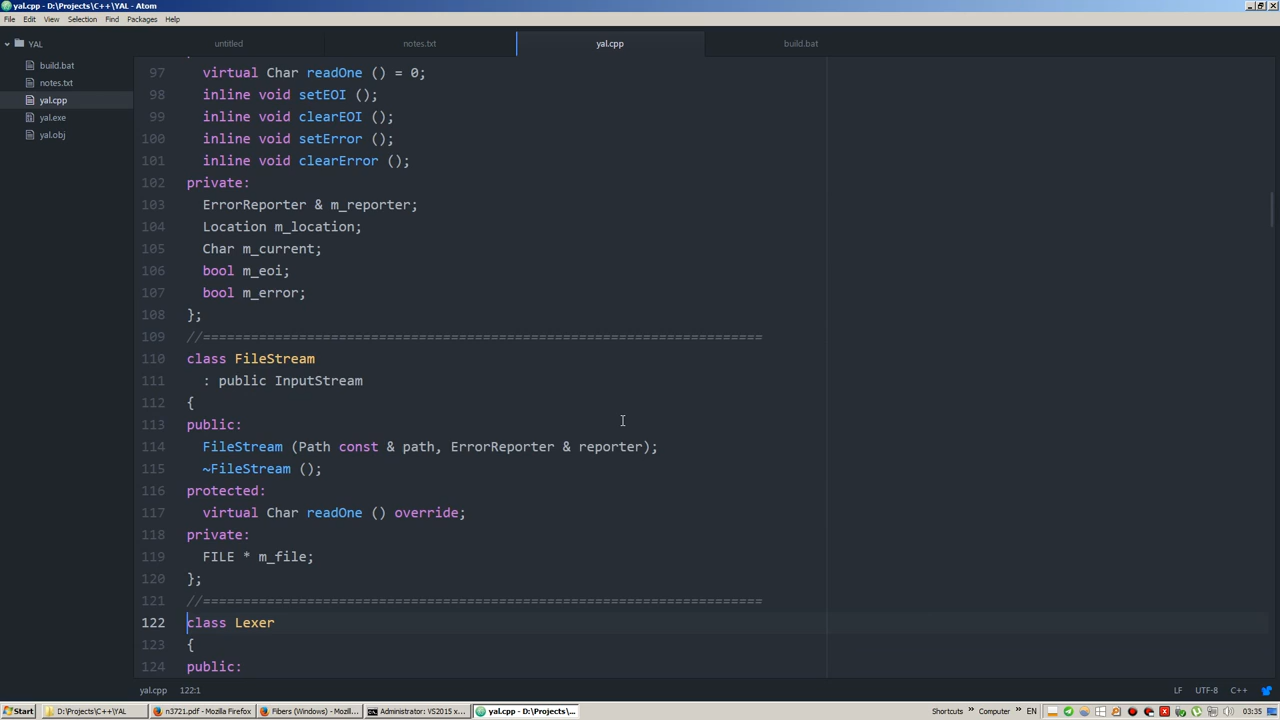 yal.cpp - D:\Projects\C++\YAL - Atom
File Edit View Selection Find Packages Help
YAL
build.bat
notes.txt
yal.cpp
yal.exe
yal.obj
untitled notes.txt yal.cpp build.bat
97 virtual Char readOne () = 0;
98 inline void setEOI ();
99 inline void clearEOI ();
100 inline void setError ();
101 inline void clearError ();
102 private:
103 ErrorReporter & m_reporter;
104 Location m_location;
105 Char m_current;
106 bool m_eoi;
107 bool m_error;
108 };
109 //======================================================================
110 class FileStream
111 : public InputStream
112 {
113 public:
114 FileStream (Path const & path, ErrorReporter & reporter);
115 ~FileStream ();
116 protected:
117 virtual Char readOne () override;
118 private:
119 FILE * m_file;
120 };
121 //======================================================================
122 class Lexer
123 {
124 public:
yal.cpp 122:1 LF UTF-8 C++
Start D:\Projects\C++\YAL n3721.pdf - Mozilla Firefox Fibers (Windows) - Mozill... Administrator: VS2015 x... yal.cpp - D:\Projects\... Shortcuts » Computer » EN 03:35